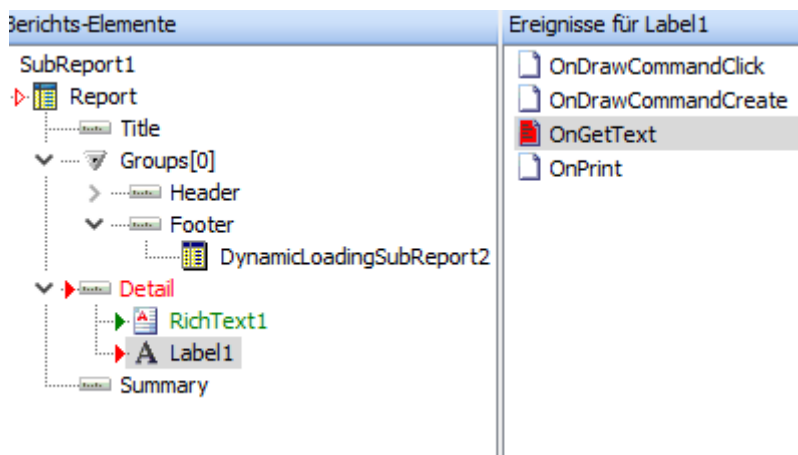 Berichts-Elemente
SubReport1
Report
Title
Groups[0]
Header
Footer
DynamicLoadingSubReport2
Detail
RichText1
Label1
Summary
Ereignisse für Label1
OnDrawCommandClick
OnDrawCommandCreate
OnGetText
OnPrint